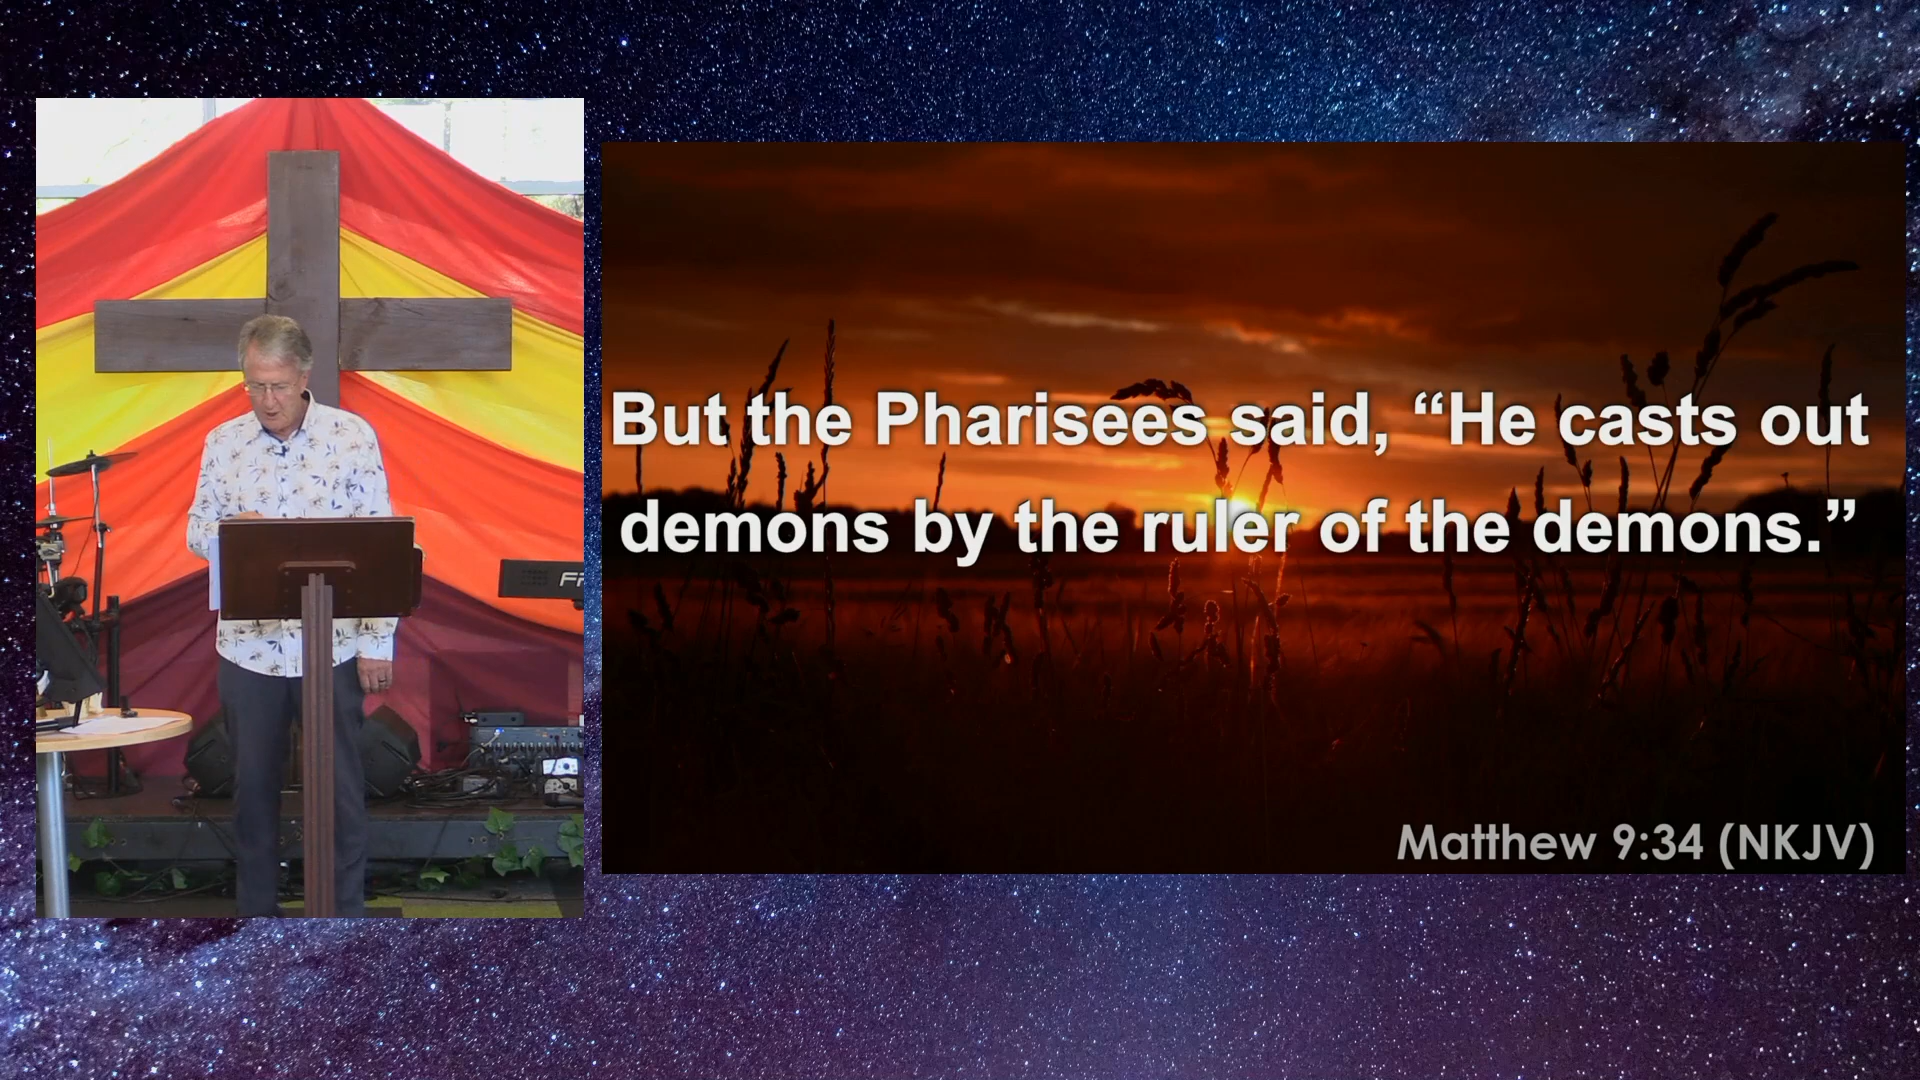 But the Pharisees said, “He casts out
demons by the ruler of the demons.”
Matthew 9:34 (NKJV)